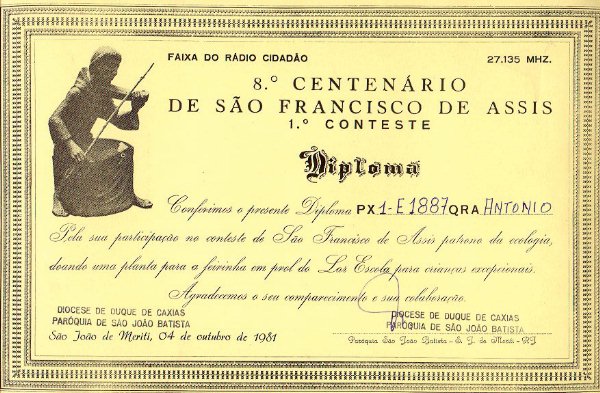 FAIXA DO RÁDIO CIDADÃO 27.135 MHZ.
8.º CENTENÁRIO
DE SÃO FRANCISCO DE ASSIS
1.º CONTESTE
Diploma
Conferimos o presente Diploma PX 1-E1887 QRA ANTONIO
Pela sua participação no conteste de São Francisco de Assis patrono da ecologia,
doando uma planta para a feirinha em prol do Lar Escola para crianças excepcionais.
Agradecemos o seu comparecimento e sua colaboração.
DIOCESE DE DUQUE DE CAXIAS
PARÓQUIA DE SÃO JOÃO BATISTA
São João de Meriti, 04 de outubro de 1981
DIOCESE DE DUQUE DE CAXIAS
PARÓQUIA DE SÃO JOÃO BATISTA
Paróquia São João Batista - S. J. de Meriti - RJ